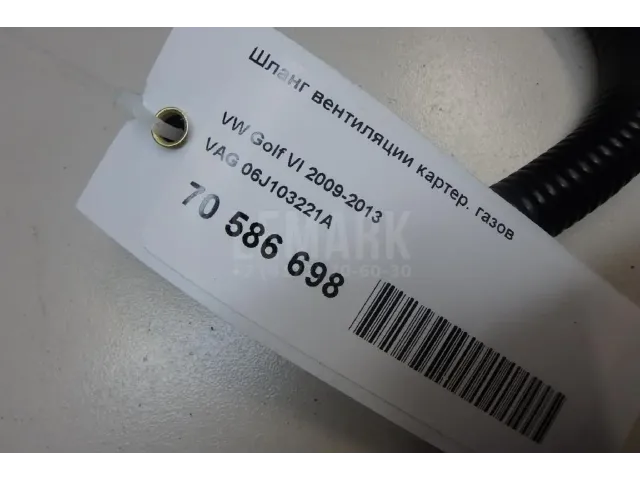 Шланг вентиляции картер. газов
VW Golf VI 2009-2013
VAG 06J103221A
70 586 698